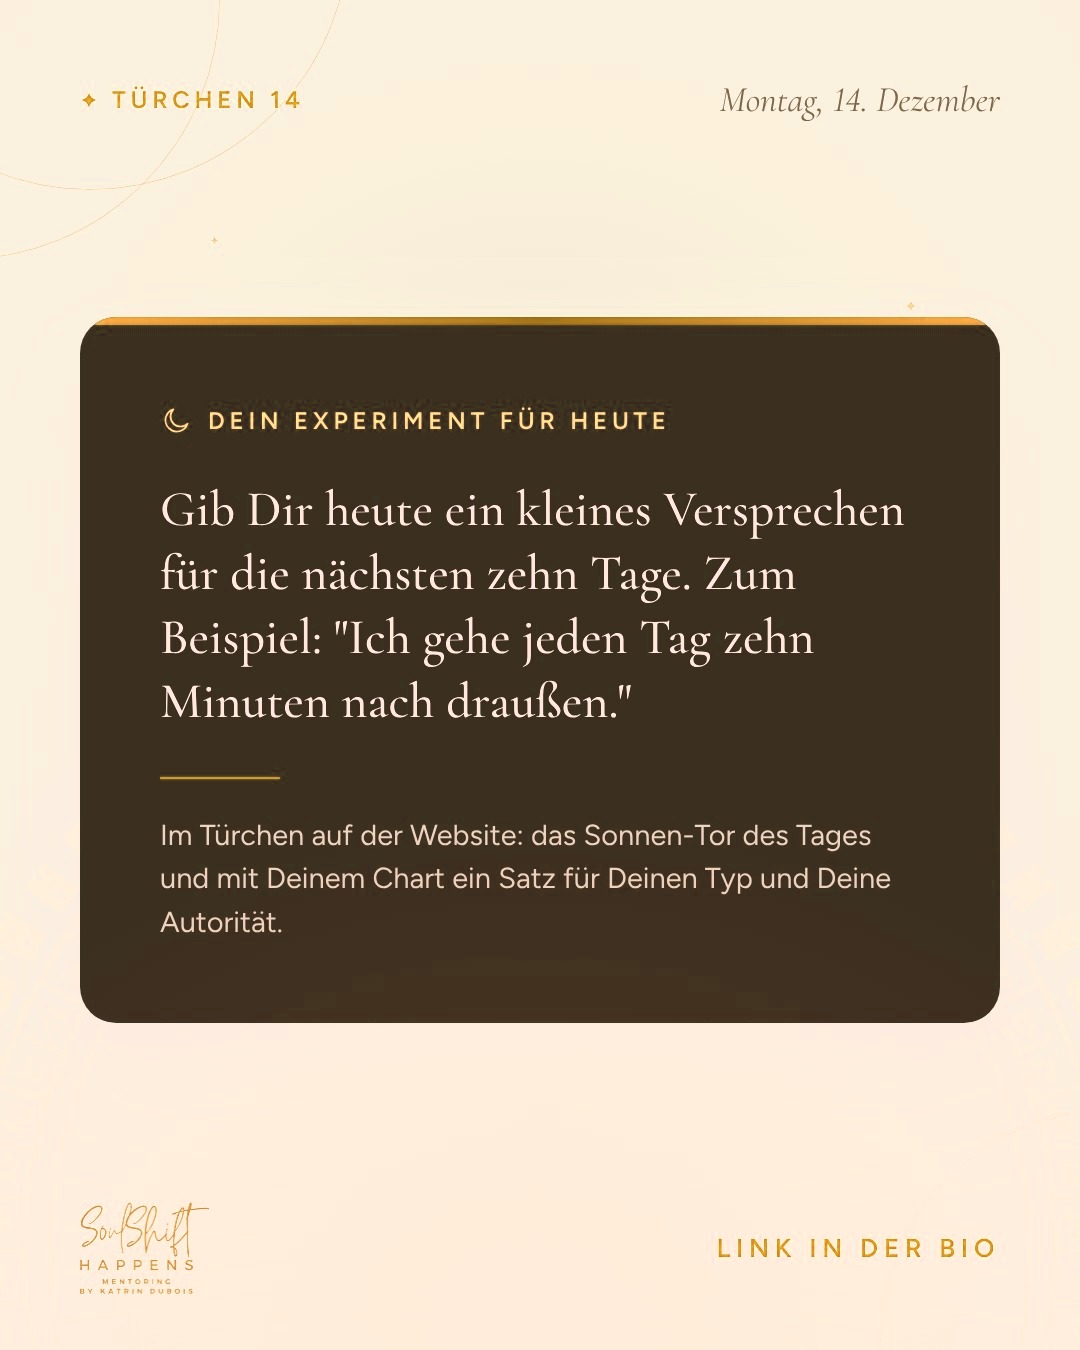 TÜRCHEN 14
Montag, 14. Dezember
DEIN EXPERIMENT FÜR HEUTE
Gib Dir heute ein kleines Versprechen
für die nächsten zehn Tage. Zum
Beispiel: "Ich gehe jeden Tag zehn
Minuten nach draußen."
Im Türchen auf der Website: das Sonnen-Tor des Tages
und mit Deinem Chart ein Satz für Deinen Typ und Deine
Autorität.
SoulShift
HAPPENS
MENTORING
BY KATRIN DUBOIS
LINK IN DER BIO